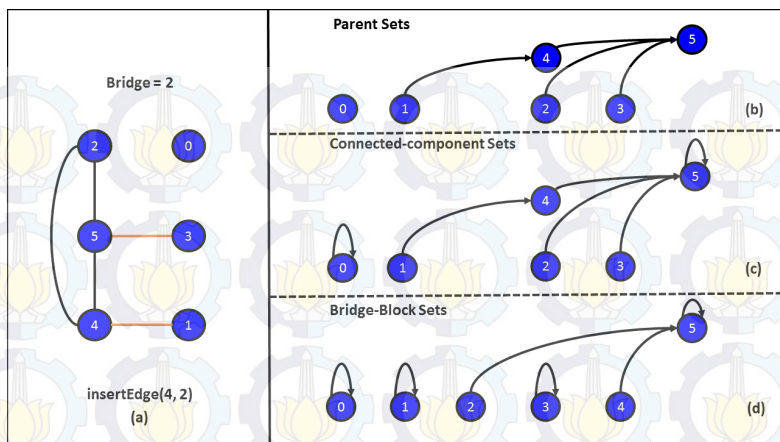 Bridge = 2
2
0
5
3
4
1
insertEdge(4, 2)
(a)
Parent Sets
5
4
0
1
2
3
(b)
Connected-component Sets
5
4
0
1
2
3
(c)
Bridge-Block Sets
5
0
1
2
3
4
(d)